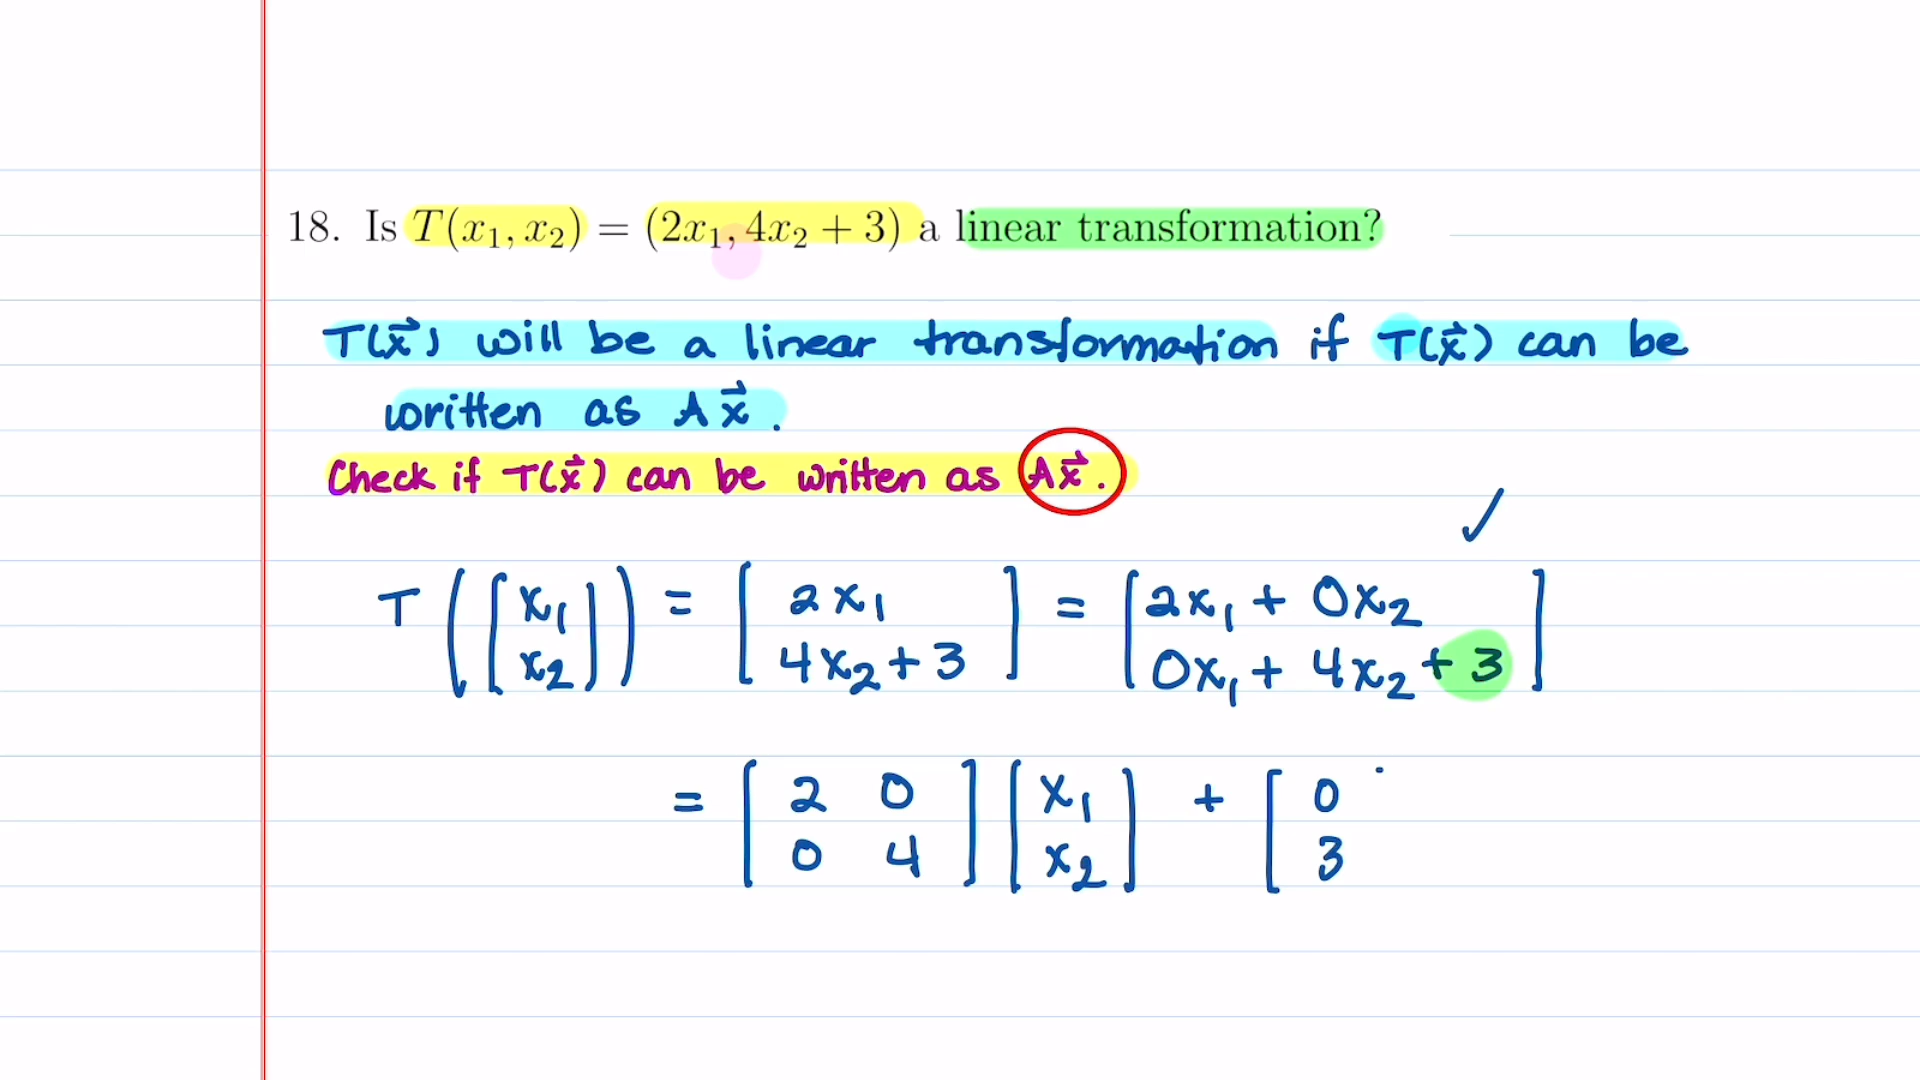 18. Is T(x₁, x₂) = (2x₁, 4x₂ + 3) a linear transformation?
T(x⃗) will be a linear transformation if T(x⃗) can be
written as A x⃗.
Check if T(x⃗) can be written as Ax⃗.
✓
T([x₁ x₂]) = [2x₁ 4x₂+3] = [2x₁ + 0x₂ 0x₁ + 4x₂ + 3]
= [2 0 0 4][x₁ x₂] + [0 3